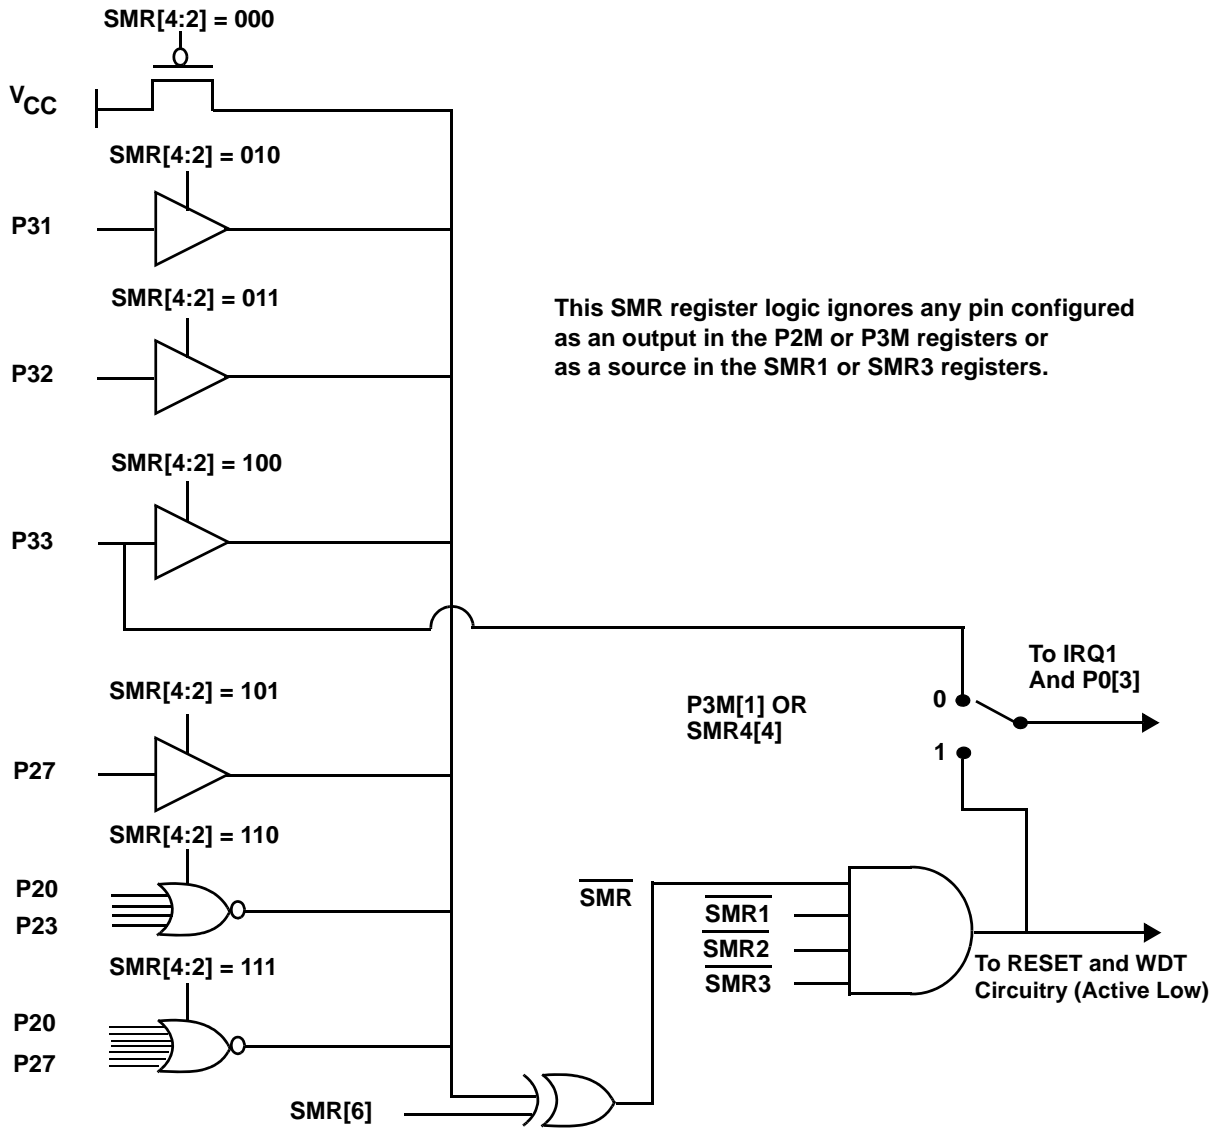 SMR[4:2] = 000
VCC
SMR[4:2] = 010
P31
SMR[4:2] = 011
P32
This SMR register logic ignores any pin configured
as an output in the P2M or P3M registers or
as a source in the SMR1 or SMR3 registers.
SMR[4:2] = 100
P33
To IRQ1
And P0[3]
SMR[4:2] = 101
P3M[1] OR
SMR4[4]
0
1
P27
SMR[4:2] = 110
P20
P23
SMR
SMR1
SMR2
SMR3
To RESET and WDT
Circuitry (Active Low)
SMR[4:2] = 111
P20
P27
SMR[6]